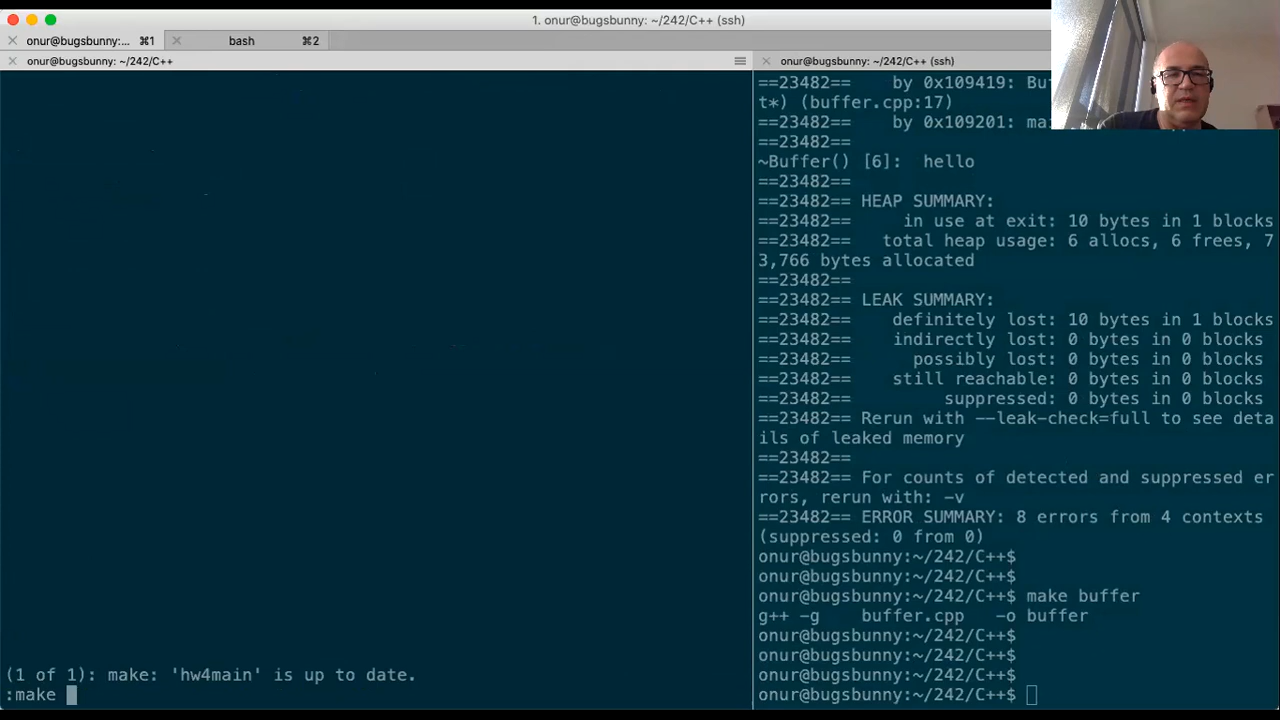 1. onur@bugsbunny: ~/242/C++ (ssh)
onur@bugsbunny:... ⌘1
bash ⌘2
onur@bugsbunny: ~/242/C++
(1 of 1): make: 'hw4main' is up to date.
:make
onur@bugsbunny: ~/242/C++ (ssh)
==23482==    by 0x109419: Bu
t*) (buffer.cpp:17)
==23482==    by 0x109201: mai
==23482==
~Buffer() [6]:  hello
==23482==
==23482== HEAP SUMMARY:
==23482==     in use at exit: 10 bytes in 1 blocks
==23482==   total heap usage: 6 allocs, 6 frees, 7
3,766 bytes allocated
==23482==
==23482== LEAK SUMMARY:
==23482==    definitely lost: 10 bytes in 1 blocks
==23482==    indirectly lost: 0 bytes in 0 blocks
==23482==      possibly lost: 0 bytes in 0 blocks
==23482==    still reachable: 0 bytes in 0 blocks
==23482==         suppressed: 0 bytes in 0 blocks
==23482== Rerun with --leak-check=full to see deta
ils of leaked memory
==23482==
==23482== For counts of detected and suppressed er
rors, rerun with: -v
==23482== ERROR SUMMARY: 8 errors from 4 contexts
(suppressed: 0 from 0)
onur@bugsbunny:~/242/C++$
onur@bugsbunny:~/242/C++$
onur@bugsbunny:~/242/C++$ make buffer
g++ -g    buffer.cpp   -o buffer
onur@bugsbunny:~/242/C++$
onur@bugsbunny:~/242/C++$
onur@bugsbunny:~/242/C++$
onur@bugsbunny:~/242/C++$